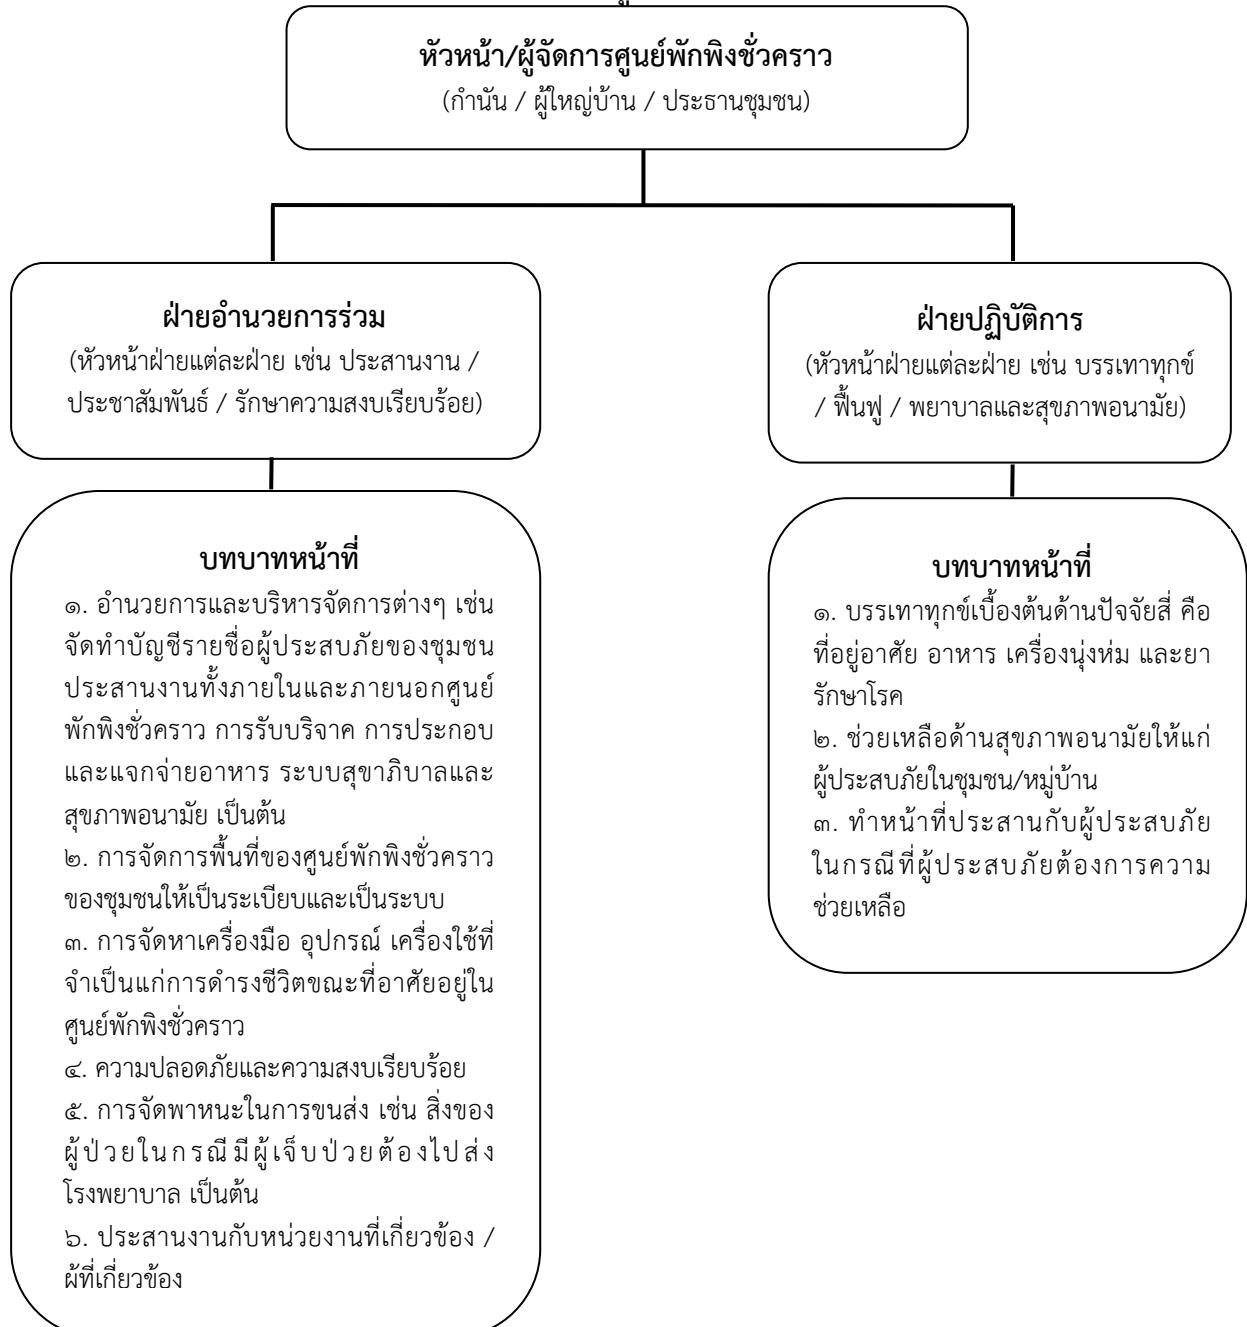 หัวหน้า/ผู้จัดการศูนย์พักพิงชั่วคราว
(กำนัน / ผู้ใหญ่บ้าน / ประธานชุมชน)
ฝ่ายอำนวยการร่วม
(หัวหน้าฝ่ายแต่ละฝ่าย เช่น ประสานงาน /
ประชาสัมพันธ์ / รักษาความสงบเรียบร้อย)
บทบาทหน้าที่
๑. อำนวยการและบริหารจัดการต่างๆ เช่น
จัดทำบัญชีรายชื่อผู้ประสบภัยของชุมชน
ประสานงานทั้งภายในและภายนอกศูนย์
พักพิงชั่วคราว การรับบริจาค การประกอบ
และแจกจ่ายอาหาร ระบบสุขาภิบาลและ
สุขภาพอนามัย เป็นต้น
๒. การจัดการพื้นที่ของศูนย์พักพิงชั่วคราว
ของชุมชนให้เป็นระเบียบและเป็นระบบ
๓. การจัดหาเครื่องมือ อุปกรณ์ เครื่องใช้ที่
จำเป็นแก่การดำรงชีวิตขณะที่อาศัยอยู่ใน
ศูนย์พักพิงชั่วคราว
๔. ความปลอดภัยและความสงบเรียบร้อย
๕. การจัดพาหนะในการขนส่ง เช่น สิ่งของ
ผู้ป่วยในกรณีมีผู้เจ็บป่วยต้องไปส่ง
โรงพยาบาล เป็นต้น
๖. ประสานงานกับหน่วยงานที่เกี่ยวข้อง /
ผู้ที่เกี่ยวข้อง
ฝ่ายปฏิบัติการ
(หัวหน้าฝ่ายแต่ละฝ่าย เช่น บรรเทาทุกข์
/ ฟื้นฟู / พยาบาลและสุขภาพอนามัย)
บทบาทหน้าที่
๑. บรรเทาทุกข์เบื้องต้นด้านปัจจัยสี่ คือ
ที่อยู่อาศัย อาหาร เครื่องนุ่งห่ม และยา
รักษาโรค
๒. ช่วยเหลือด้านสุขภาพอนามัยให้แก่
ผู้ประสบภัยในชุมชน/หมู่บ้าน
๓. ทำหน้าที่ประสานกับผู้ประสบภัย
ในกรณีที่ผู้ประสบภัยต้องการความ
ช่วยเหลือ